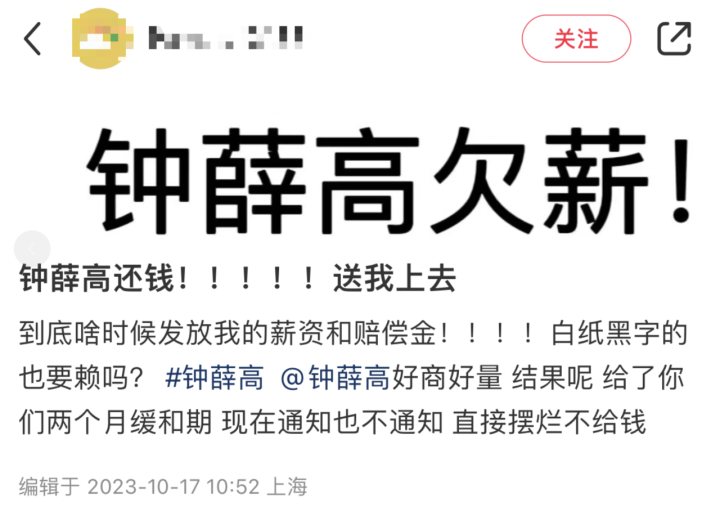 关注
钟薛高欠薪！
钟薛高还钱！！！！！送我上去
到底啥时候发放我的薪资和赔偿金！！！！白纸黑字的
也要赖吗？ #钟薛高 @钟薛高好商好量 结果呢 给了你
们两个月缓和期 现在通知也不通知 直接摆烂不给钱
编辑于 2023-10-17 10:52 上海